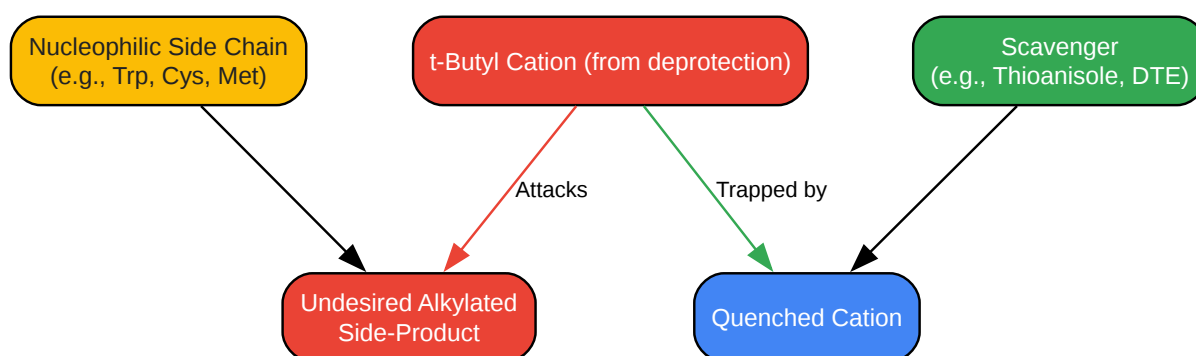 Nucleophilic Side Chain
(e.g., Trp, Cys, Met)
t-Butyl Cation (from deprotection)
Scavenger
(e.g., Thioanisole, DTE)
Attacks
Trapped by
Undesired Alkylated
Side-Product
Quenched Cation